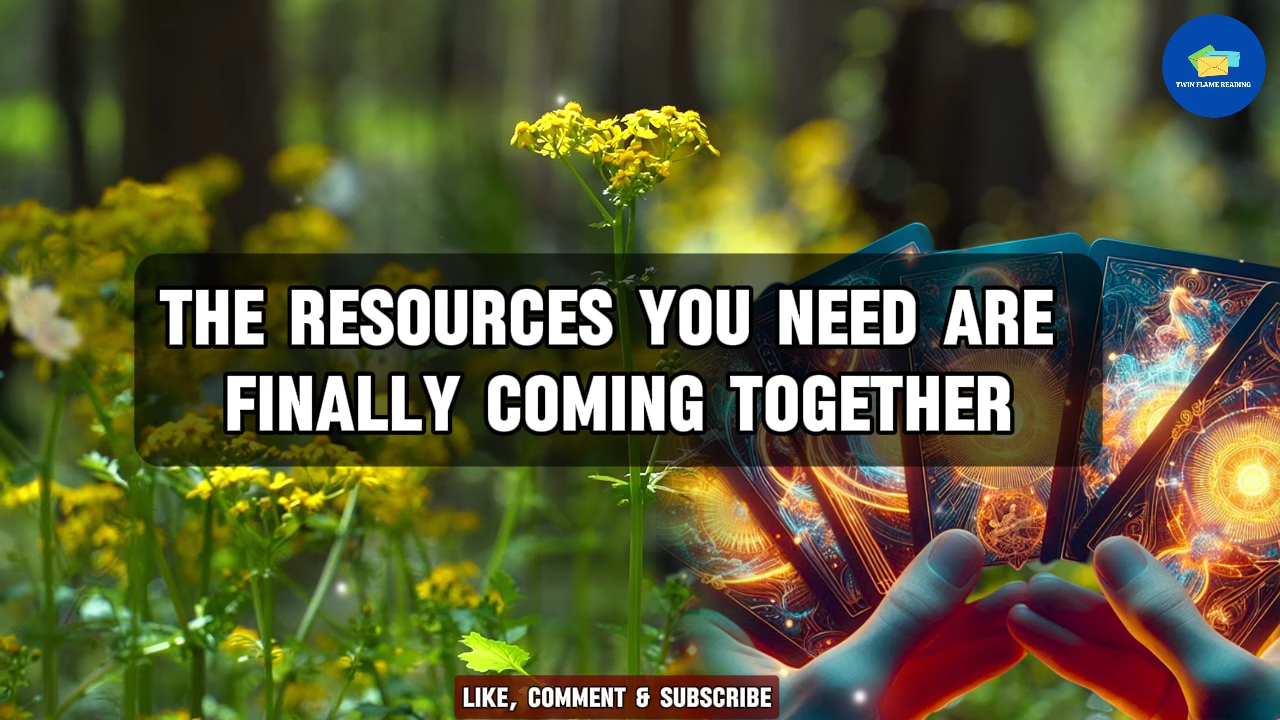 TWIN FLAME READING
THE RESOURCES YOU NEED ARE
FINALLY COMING TOGETHER
LIKE, COMMENT & SUBSCRIBE